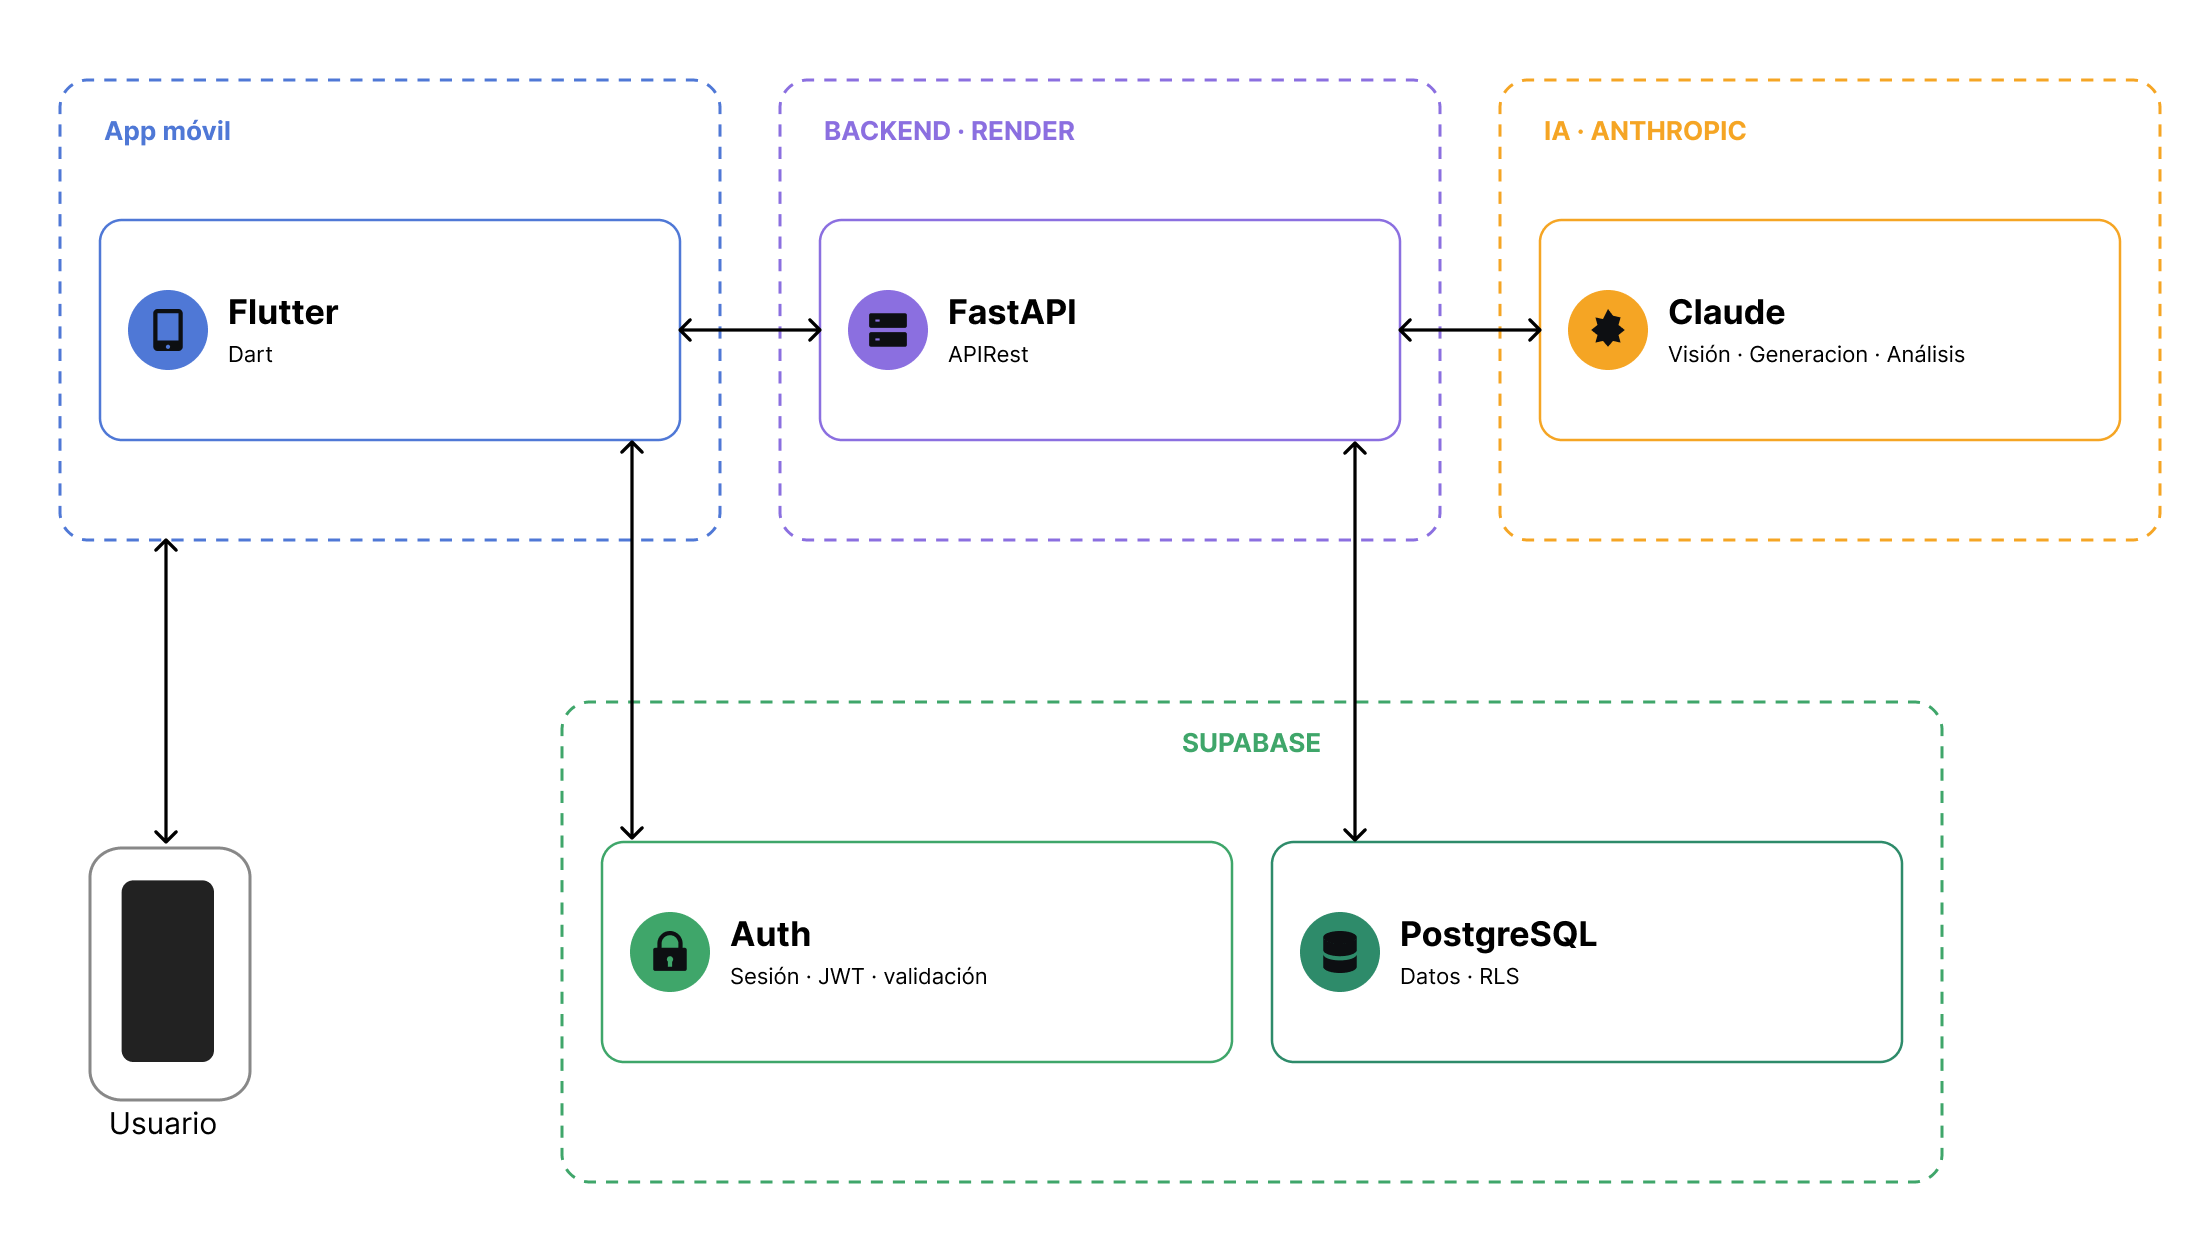 App móvil
BACKEND · RENDER
IA · ANTHROPIC
Flutter
Dart
FastAPI
APIRest
Claude
Visión · Generacion · Análisis
SUPABASE
Auth
Sesión · JWT · validación
PostgreSQL
Datos · RLS
Usuario